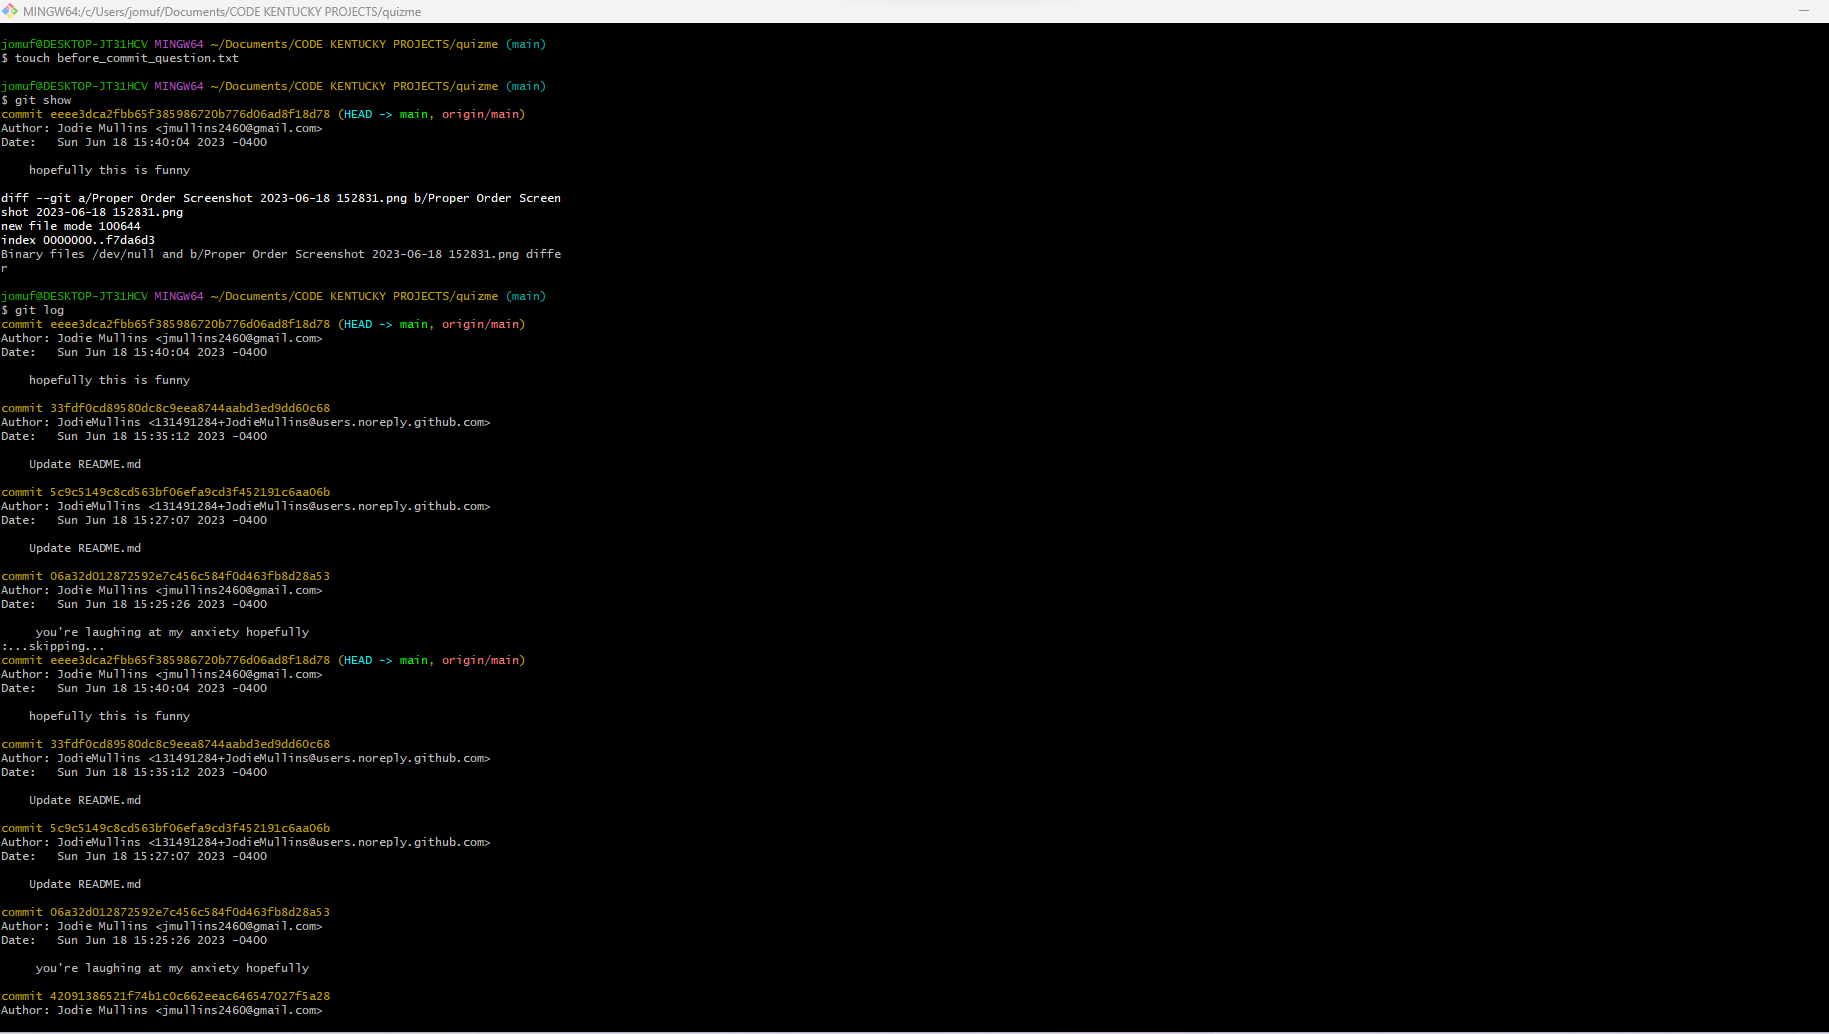 MINGW64:/c/Users/jomuf/Documents/CODE KENTUCKY PROJECTS/quizme
jomuf@DESKTOP-JT31HCV MINGW64 ~/Documents/CODE KENTUCKY PROJECTS/quizme (main)
$ touch before_commit_question.txt
jomuf@DESKTOP-JT31HCV MINGW64 ~/Documents/CODE KENTUCKY PROJECTS/quizme (main)
$ git show
commit eeee3dca2fbb65f385986720b776d06ad8f18d78 (HEAD -> main, origin/main)
Author: Jodie Mullins <jmullins2460@gmail.com>
Date:   Sun Jun 18 15:40:04 2023 -0400
    hopefully this is funny
diff --git a/Proper Order Screenshot 2023-06-18 152831.png b/Proper Order Screen
shot 2023-06-18 152831.png
new file mode 100644
index 0000000..f7da6d3
Binary files /dev/null and b/Proper Order Screenshot 2023-06-18 152831.png diffe
r
jomuf@DESKTOP-JT31HCV MINGW64 ~/Documents/CODE KENTUCKY PROJECTS/quizme (main)
$ git log
commit eeee3dca2fbb65f385986720b776d06ad8f18d78 (HEAD -> main, origin/main)
Author: Jodie Mullins <jmullins2460@gmail.com>
Date:   Sun Jun 18 15:40:04 2023 -0400
    hopefully this is funny
commit 33fdf0cd89580dc8c9eea8744aabd3ed9dd60c68
Author: JodieMullins <131491284+JodieMullins@users.noreply.github.com>
Date:   Sun Jun 18 15:35:12 2023 -0400
    Update README.md
commit 5c9c5149c8cd563bf06efa9cd3f452191c6aa06b
Author: JodieMullins <131491284+JodieMullins@users.noreply.github.com>
Date:   Sun Jun 18 15:27:07 2023 -0400
    Update README.md
commit 06a32d012872592e7c456c584f0d463fb8d28a53
Author: Jodie Mullins <jmullins2460@gmail.com>
Date:   Sun Jun 18 15:25:26 2023 -0400
     you're laughing at my anxiety hopefully
:...skipping...
commit eeee3dca2fbb65f385986720b776d06ad8f18d78 (HEAD -> main, origin/main)
Author: Jodie Mullins <jmullins2460@gmail.com>
Date:   Sun Jun 18 15:40:04 2023 -0400
    hopefully this is funny
commit 33fdf0cd89580dc8c9eea8744aabd3ed9dd60c68
Author: JodieMullins <131491284+JodieMullins@users.noreply.github.com>
Date:   Sun Jun 18 15:35:12 2023 -0400
    Update README.md
commit 5c9c5149c8cd563bf06efa9cd3f452191c6aa06b
Author: JodieMullins <131491284+JodieMullins@users.noreply.github.com>
Date:   Sun Jun 18 15:27:07 2023 -0400
    Update README.md
commit 06a32d012872592e7c456c584f0d463fb8d28a53
Author: Jodie Mullins <jmullins2460@gmail.com>
Date:   Sun Jun 18 15:25:26 2023 -0400
     you're laughing at my anxiety hopefully
commit 42091386521f74b1c0c662eeac646547027f5a28
Author: Jodie Mullins <jmullins2460@gmail.com>